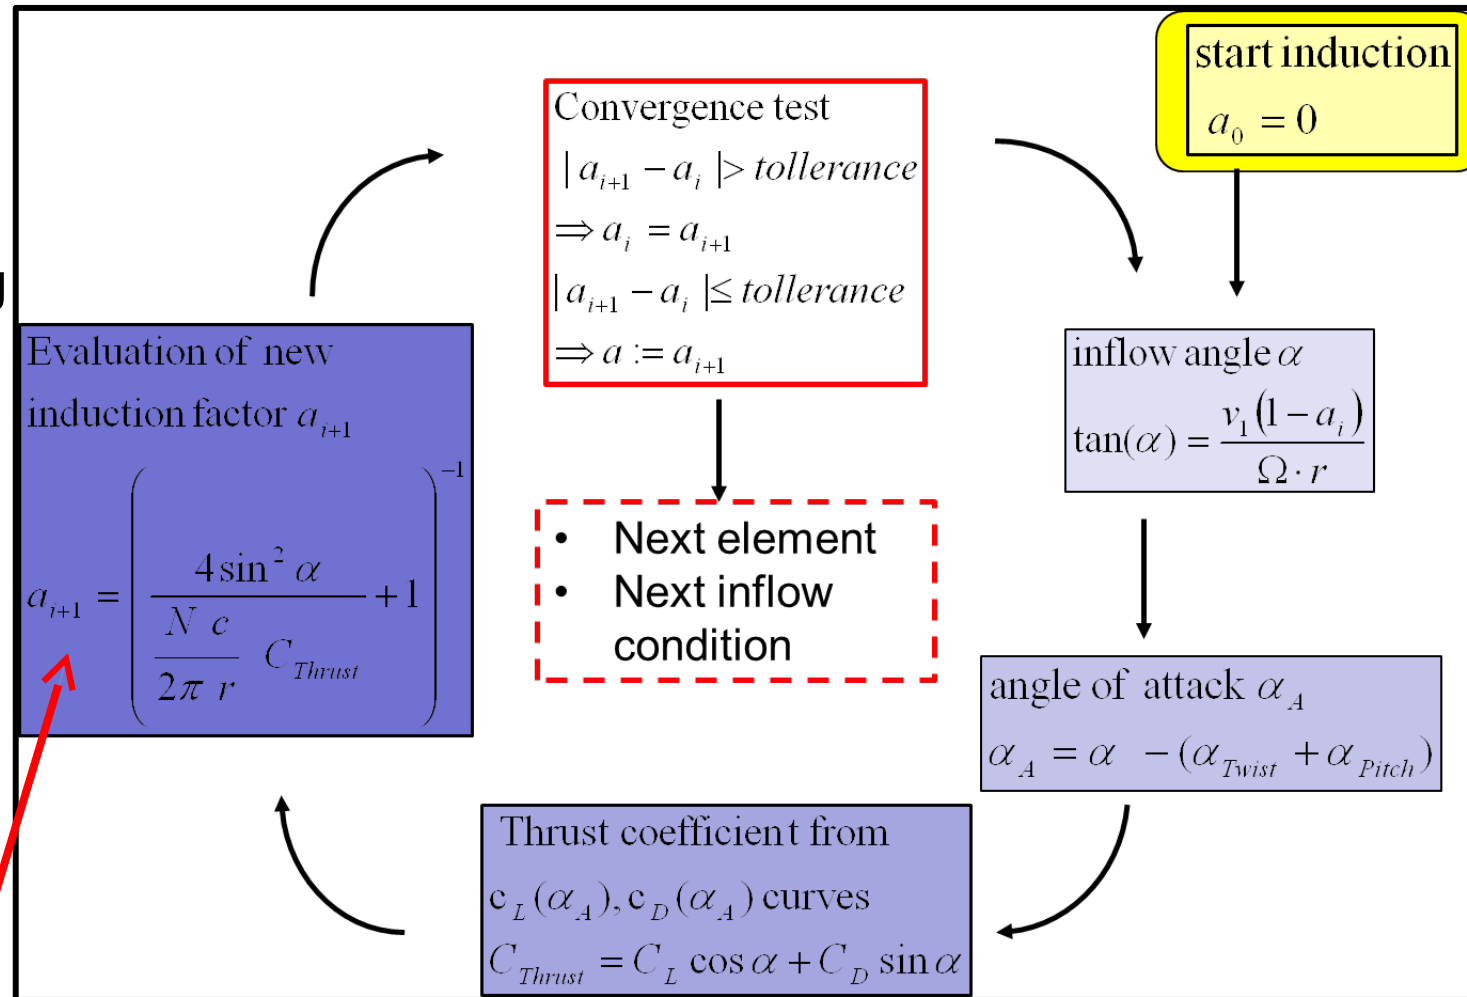 start induction
a_0 = 0
inflow angle α
tan(α) = v_1(1 − a_i) / (Ω · r)
angle of attack α_A
α_A = α − (α_Twist + α_Pitch)
Thrust coefficient from
c_L(α_A), c_D(α_A) curves
C_Thrust = C_L cos α + C_D sin α
Evaluation of new
induction factor a_{i+1}
a_{i+1} = ( 4 sin² α / ( (N c / 2π r) C_Thrust ) + 1 )^{−1}
Convergence test
| a_{i+1} − a_i |> tollerance
⇒ a_i = a_{i+1}
| a_{i+1} − a_i |≤ tollerance
⇒ a := a_{i+1}
• Next element
• Next inflow
condition